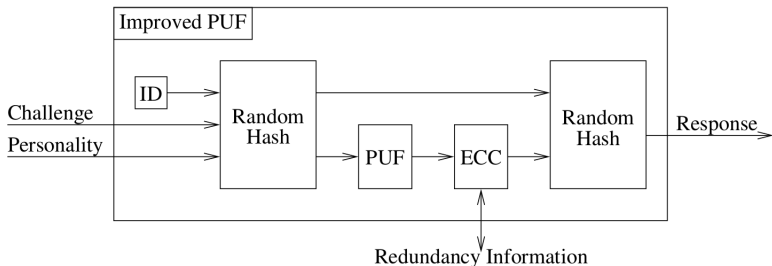 Improved PUF
ID
Challenge
Personality
Random
Hash
PUF
ECC
Random
Hash
Response
Redundancy Information